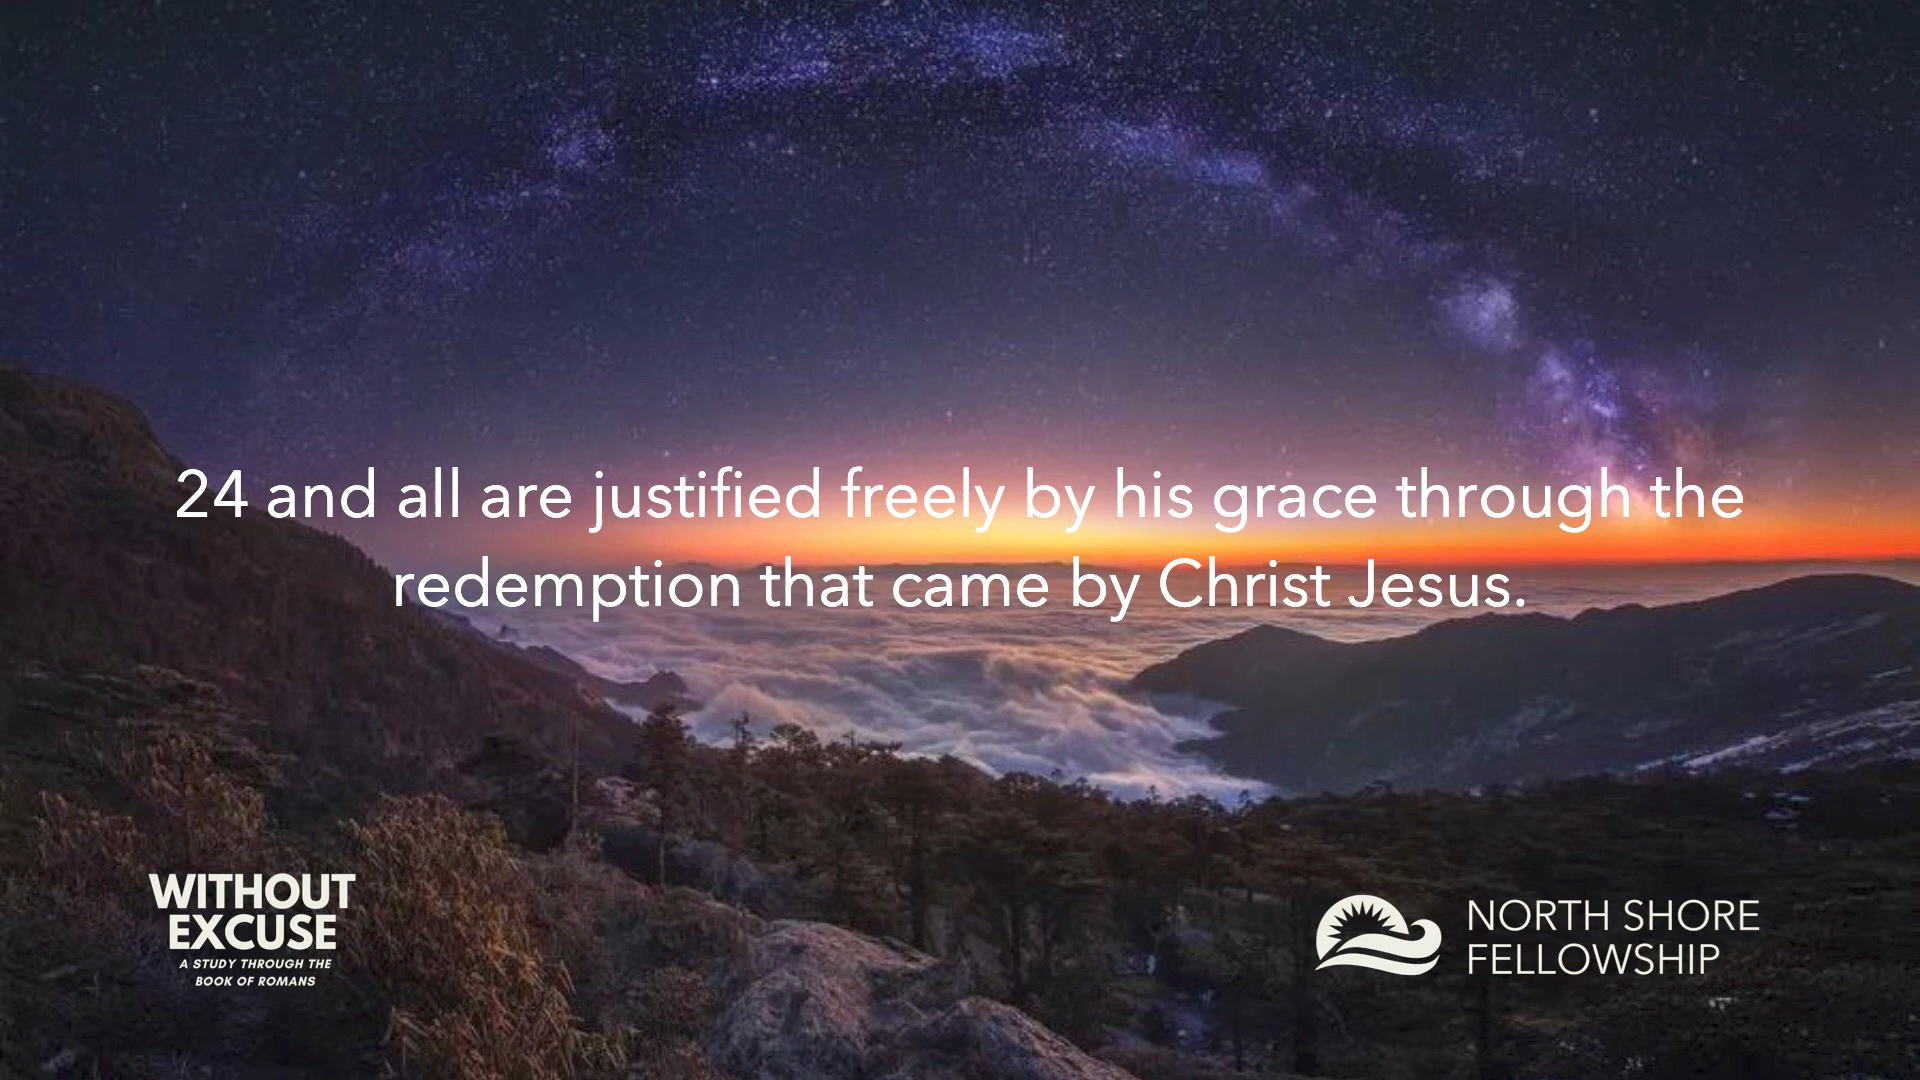 24 and all are justified freely by his grace through the
redemption that came by Christ Jesus.
WITHOUT
EXCUSE
A STUDY THROUGH THE
BOOK OF ROMANS
NORTH SHORE
FELLOWSHIP